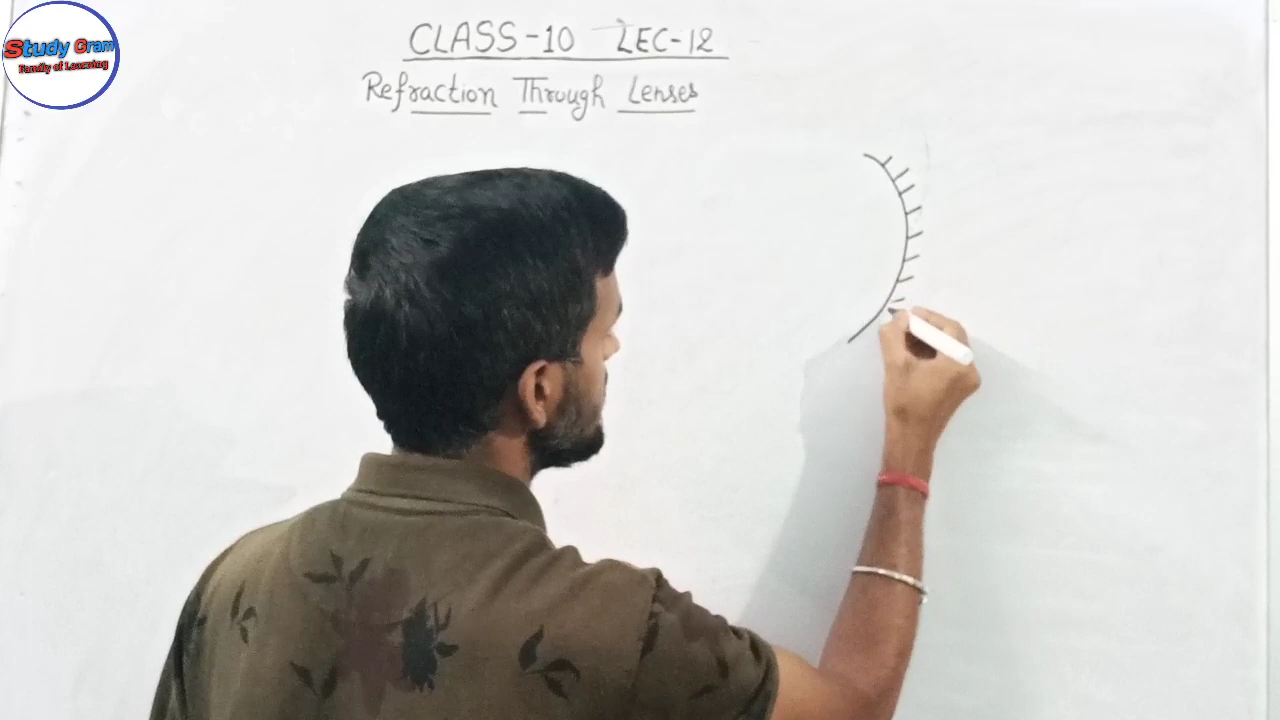 Study Gram
Family of Learning
CLASS-10 LEC-12
Refraction Through Lenses